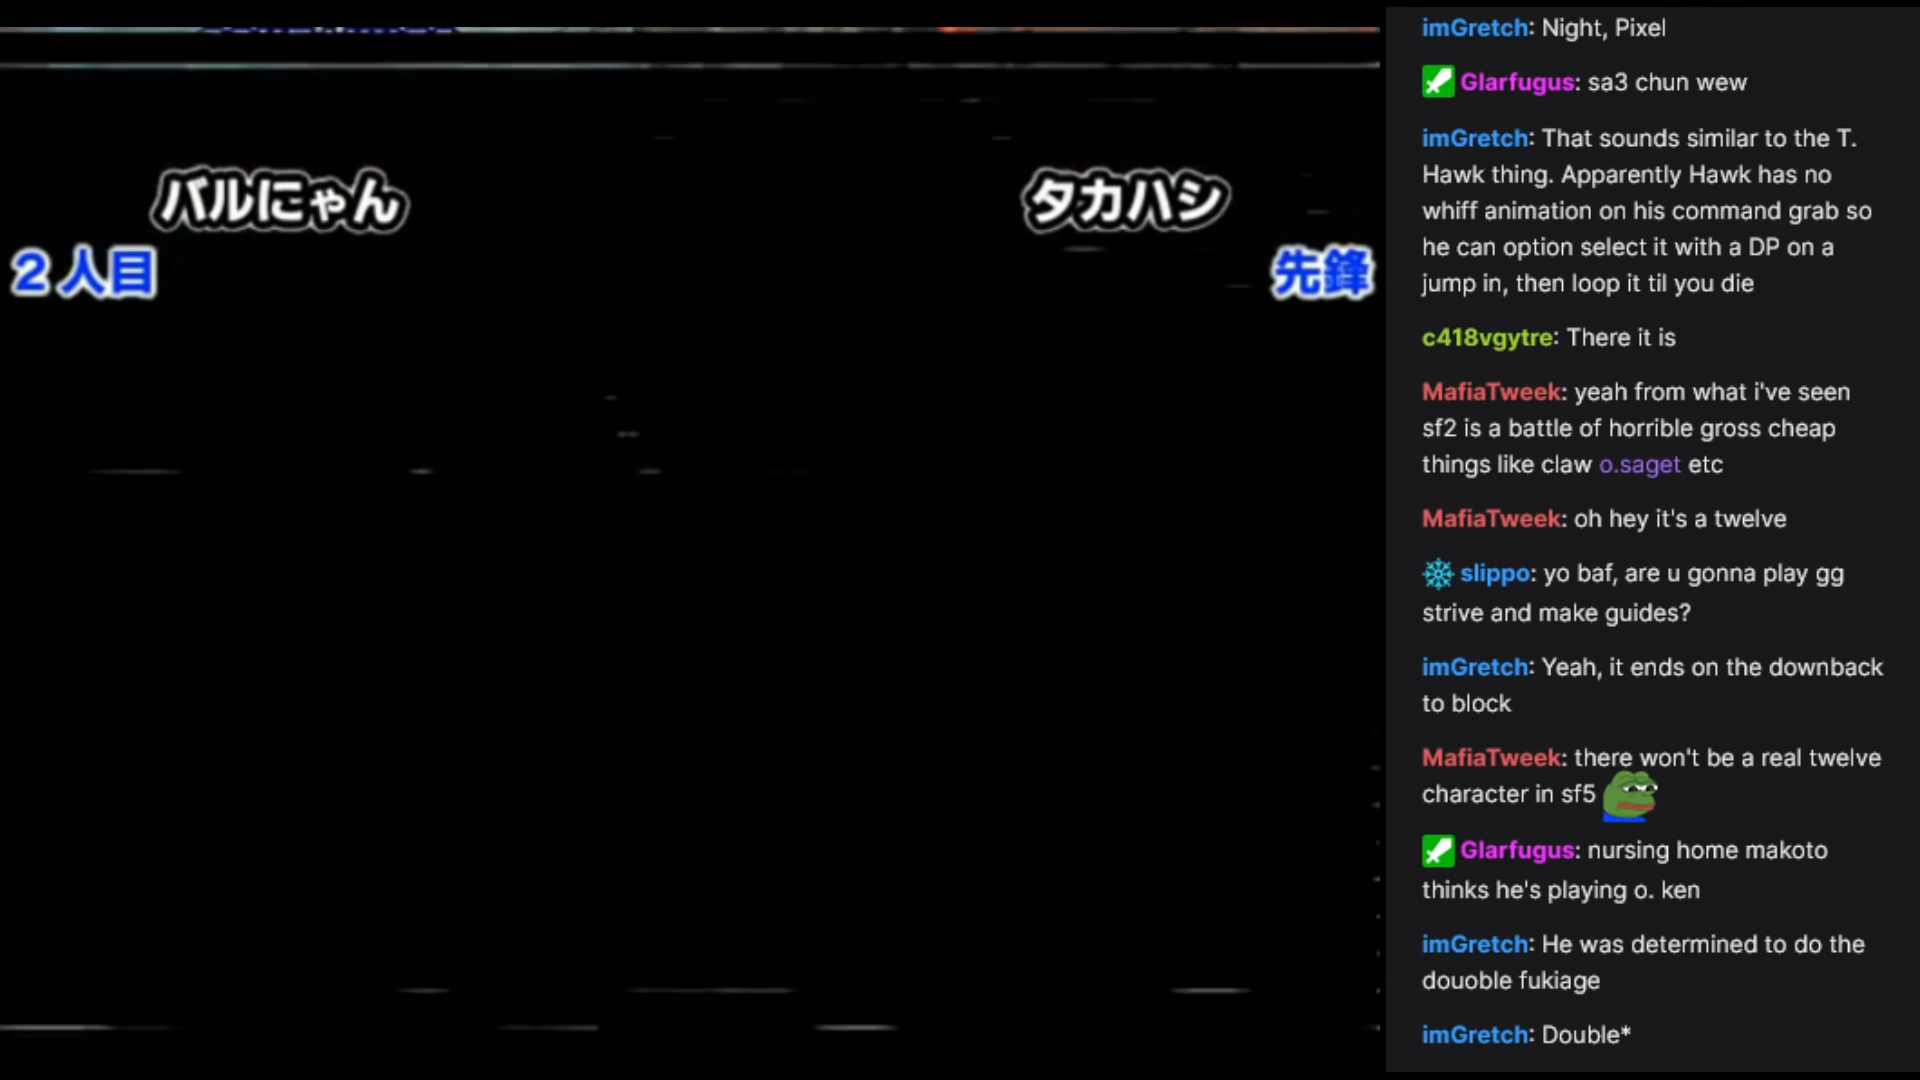 バルにゃん
タカハシ
2人目
先鋒
imGretch: Night, Pixel
Glarfugus: sa3 chun wew
imGretch: That sounds similar to the T.
Hawk thing. Apparently Hawk has no
whiff animation on his command grab so
he can option select it with a DP on a
jump in, then loop it til you die
c418vgytre: There it is
MafiaTweek: yeah from what i've seen
sf2 is a battle of horrible gross cheap
things like claw o.saget etc
MafiaTweek: oh hey it's a twelve
slippo: yo baf, are u gonna play gg
strive and make guides?
imGretch: Yeah, it ends on the downback
to block
MafiaTweek: there won't be a real twelve
character in sf5
Glarfugus: nursing home makoto
thinks he's playing o. ken
imGretch: He was determined to do the
douoble fukiage
imGretch: Double*